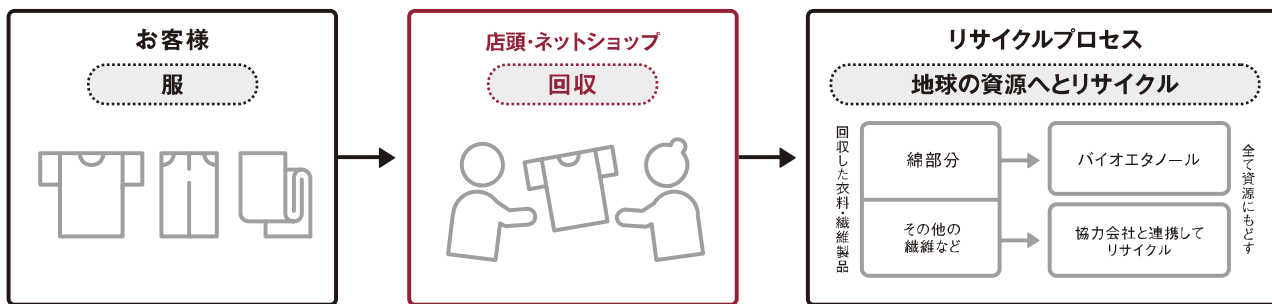 お客様
服
店頭・ネットショップ
回収
リサイクルプロセス
地球の資源へとリサイクル
回収した衣料・繊維製品
綿部分
バイオエタノール
その他の
繊維など
協力会社と連携して
リサイクル
全て資源にもどす